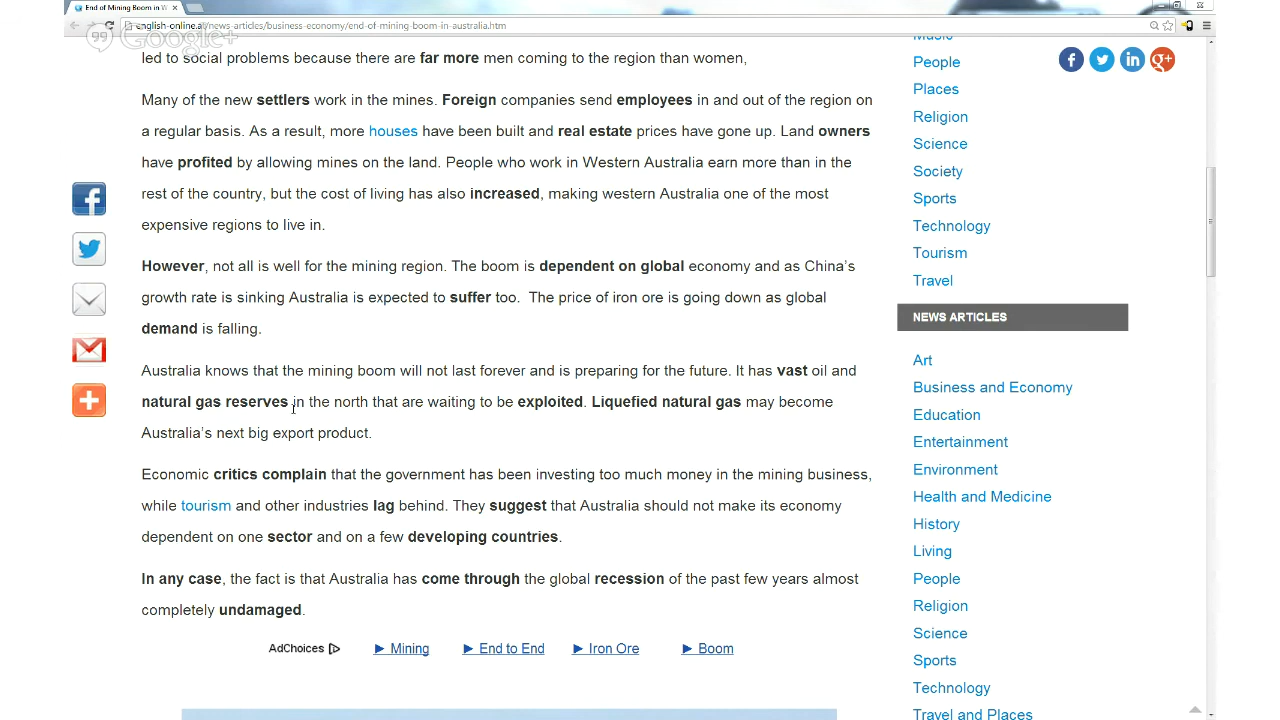 End of Mining Boom in W
english-online.at/news-articles/business-economy/end-of-mining-boom-in-australia.htm
Google+
led to social problems because there are far more men coming to the region than women,
Many of the new settlers work in the mines. Foreign companies send employees in and out of the region on
a regular basis. As a result, more houses have been built and real estate prices have gone up. Land owners
have profited by allowing mines on the land. People who work in Western Australia earn more than in the
rest of the country, but the cost of living has also increased, making western Australia one of the most
expensive regions to live in.
However, not all is well for the mining region. The boom is dependent on global economy and as China's
growth rate is sinking Australia is expected to suffer too. The price of iron ore is going down as global
demand is falling.
Australia knows that the mining boom will not last forever and is preparing for the future. It has vast oil and
natural gas reserves in the north that are waiting to be exploited. Liquefied natural gas may become
Australia's next big export product.
Economic critics complain that the government has been investing too much money in the mining business,
while tourism and other industries lag behind. They suggest that Australia should not make its economy
dependent on one sector and on a few developing countries.
In any case, the fact is that Australia has come through the global recession of the past few years almost
completely undamaged.
AdChoices
Mining
End to End
Iron Ore
Boom
Music
People
Places
Religion
Science
Society
Sports
Technology
Tourism
Travel
NEWS ARTICLES
Art
Business and Economy
Education
Entertainment
Environment
Health and Medicine
History
Living
People
Religion
Science
Sports
Technology
Travel and Places